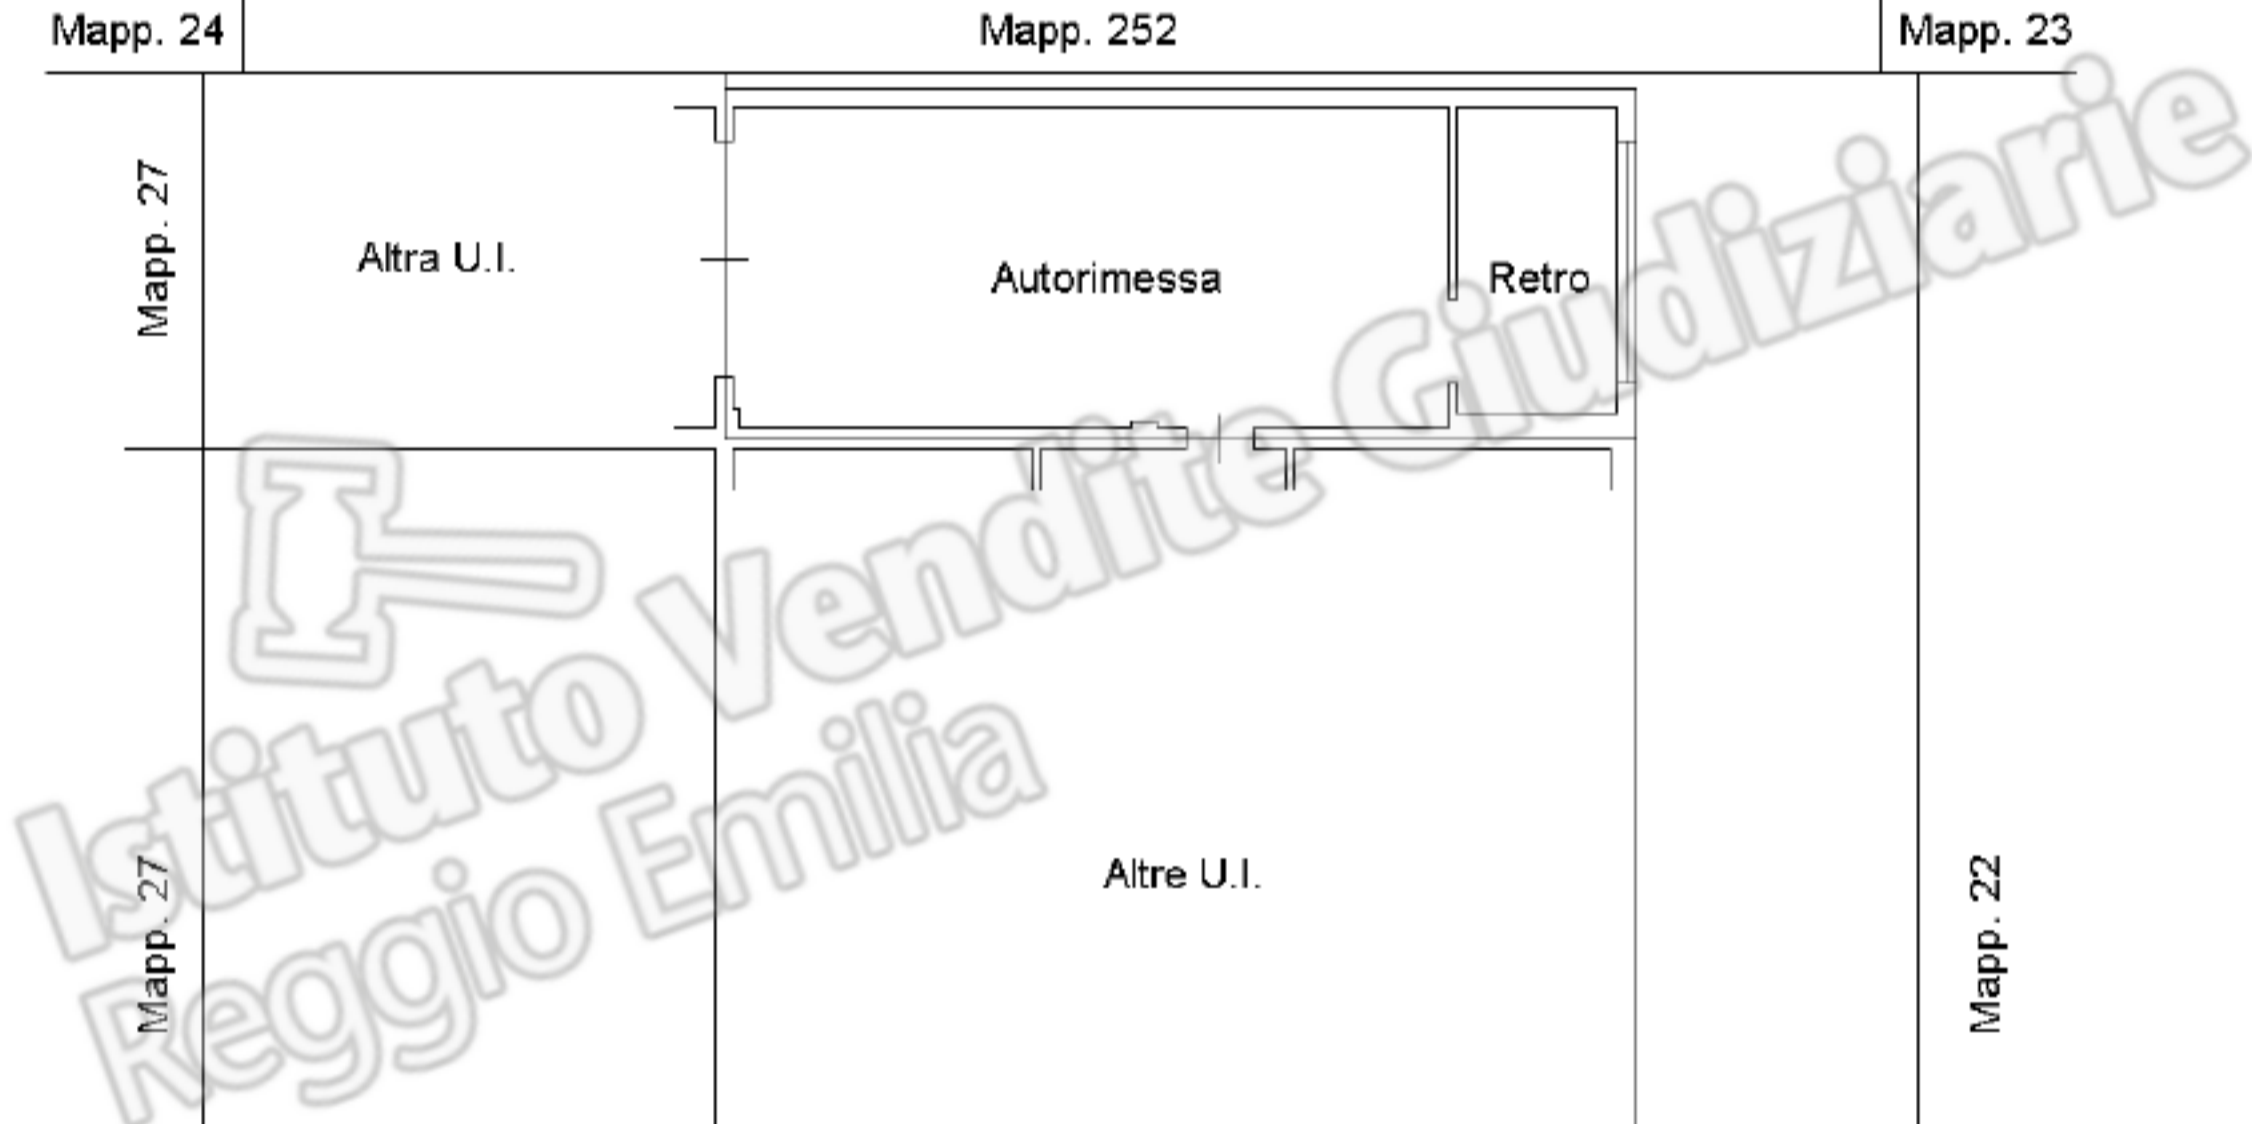 Mapp. 24
Mapp. 252
Mapp. 23
Mapp. 27
Altra U.I.
Autorimessa
Retro
Istituto Vendite Giudiziarie
Reggio Emilia
Mapp. 27
Altre U.I.
Mapp. 22